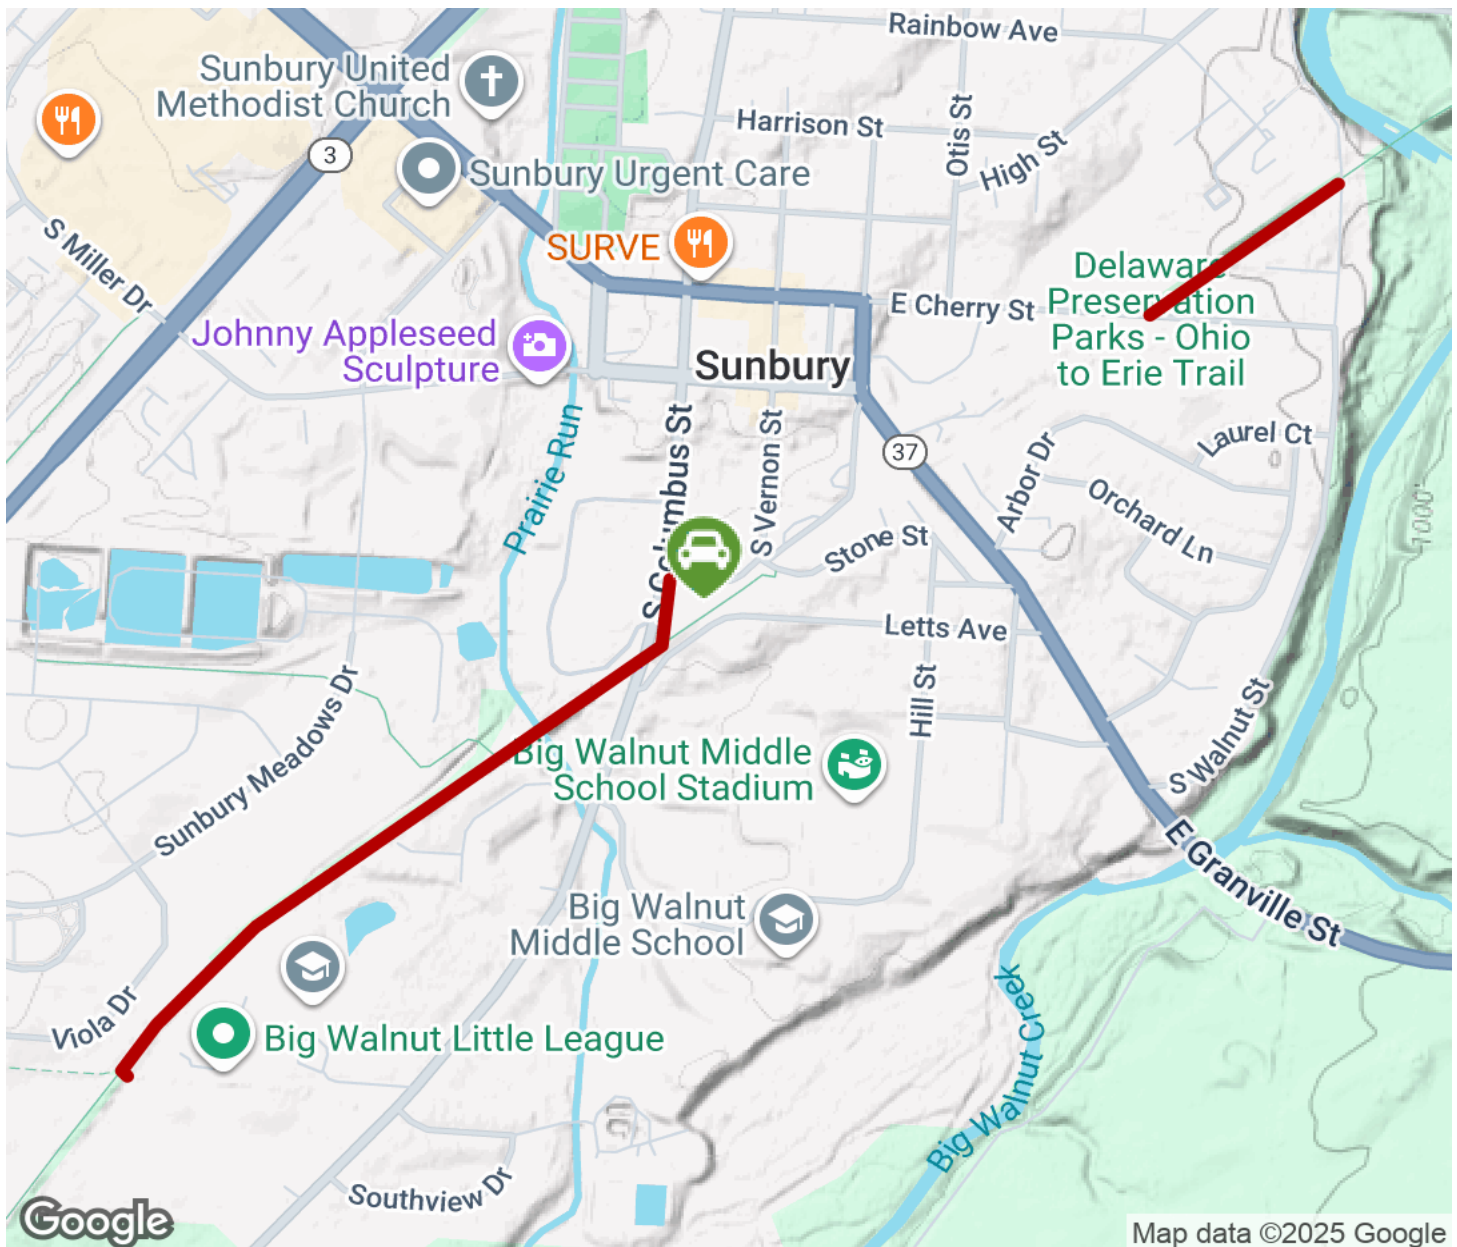 Rainbow Ave
Sunbury United
Methodist Church
Harrison St
Otis St
High St
3
Sunbury Urgent Care
S Miller Dr
SURVE
Delaware
Preservation
Parks - Ohio
to Erie Trail
E Cherry St
Johnny Appleseed
Sculpture
Sunbury
S Columbus St
S Vernon St
Prairie Run
37
Arbor Dr
Laurel Ct
Orchard Ln
1000'
Stone St
Letts Ave
Hill St
Sunbury Meadows Dr
S Walnut St
Big Walnut Middle
School Stadium
E Granville St
Big Walnut
Middle School
Viola Dr
Big Walnut Little League
Big Walnut Creek
Southview Dr
Google
Map data ©2025 Google